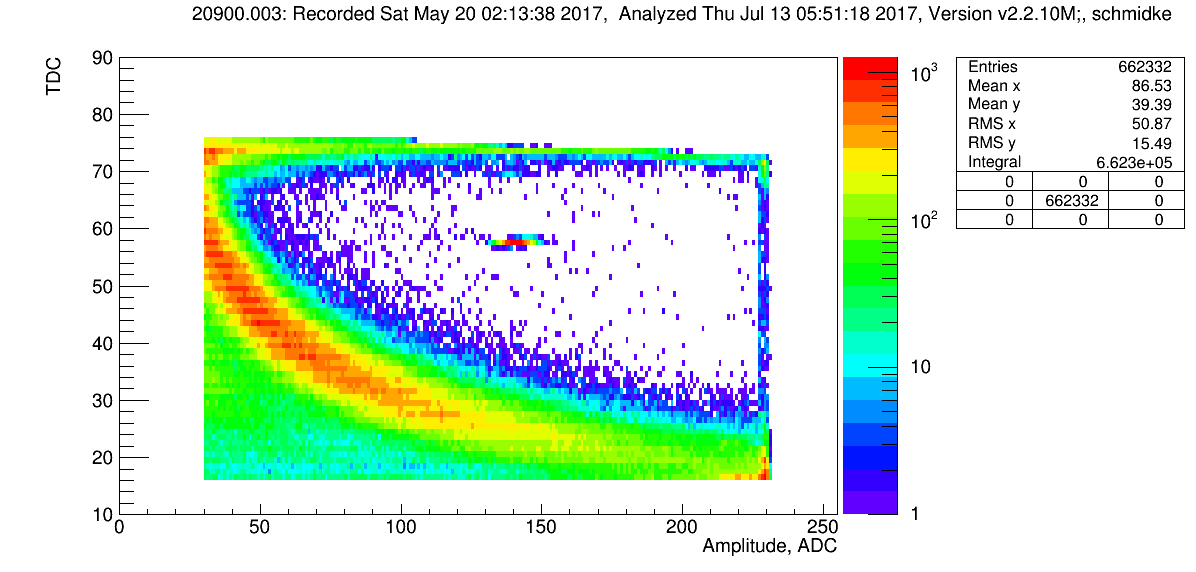 20900.003: Recorded Sat May 20 02:13:38 2017, Analyzed Thu Jul 13 05:51:18 2017, Version v2.2.10M;, schmidke
TDC
90
80
70
60
50
40
30
20
10
0 50 100 150 200 250
Amplitude, ADC
10³
10²
10
1
Entries 662332
Mean x 86.53
Mean y 39.39
RMS x 50.87
RMS y 15.49
Integral 6.623e+05
0 0 0
0 662332 0
0 0 0